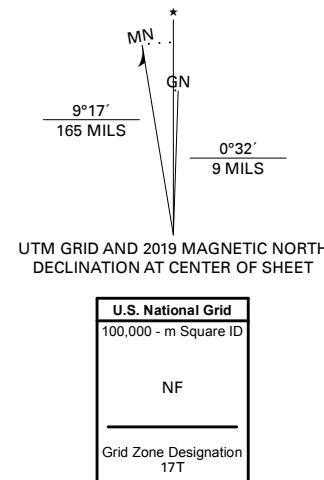 ★
MN
GN
9°17´
165 MILS
0°32´
9 MILS
UTM GRID AND 2019 MAGNETIC NORTH
DECLINATION AT CENTER OF SHEET
U.S. National Grid
100,000 - m Square ID
NF
Grid Zone Designation
17T